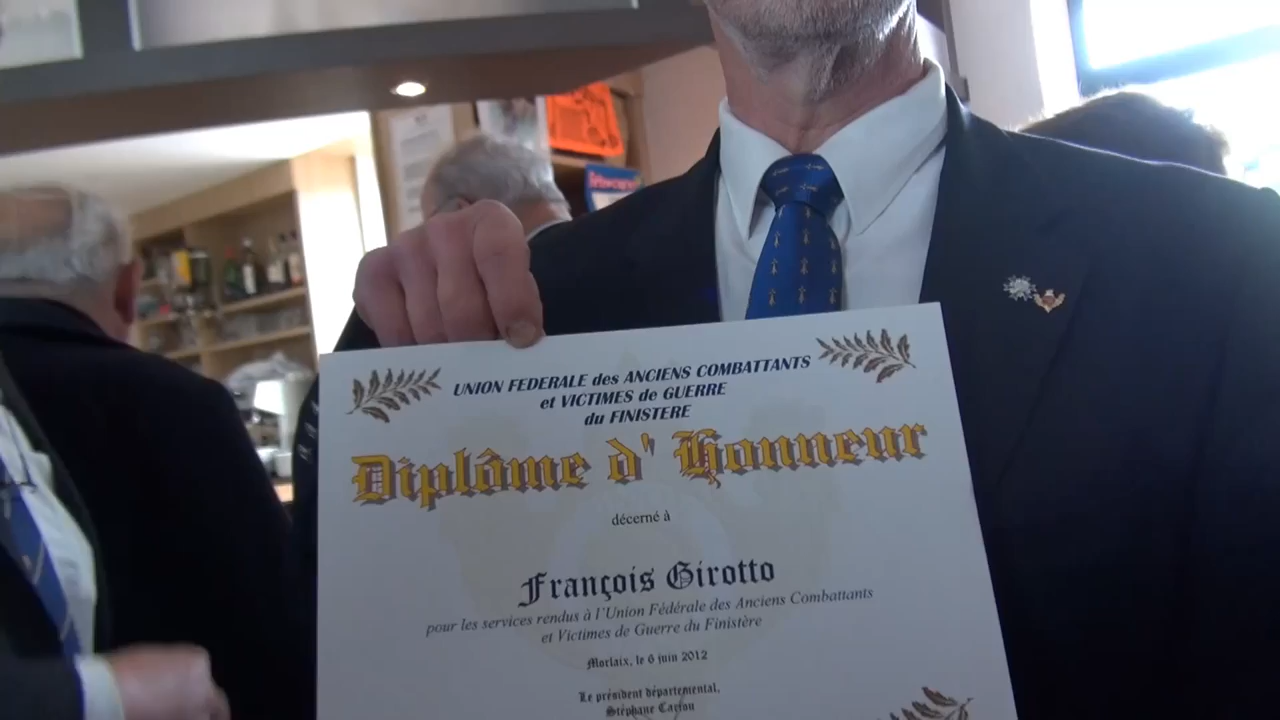 UNION FEDERALE des ANCIENS COMBATTANTS
et VICTIMES de GUERRE
du FINISTERE
Diplôme d' Honneur
décerné à
François Girotto
pour les services rendus à l'Union Fédérale des Anciens Combattants
et Victimes de Guerre du Finistère
Morlaix, le 6 juin 2012
Le président départemental,
Stéphane Cariou